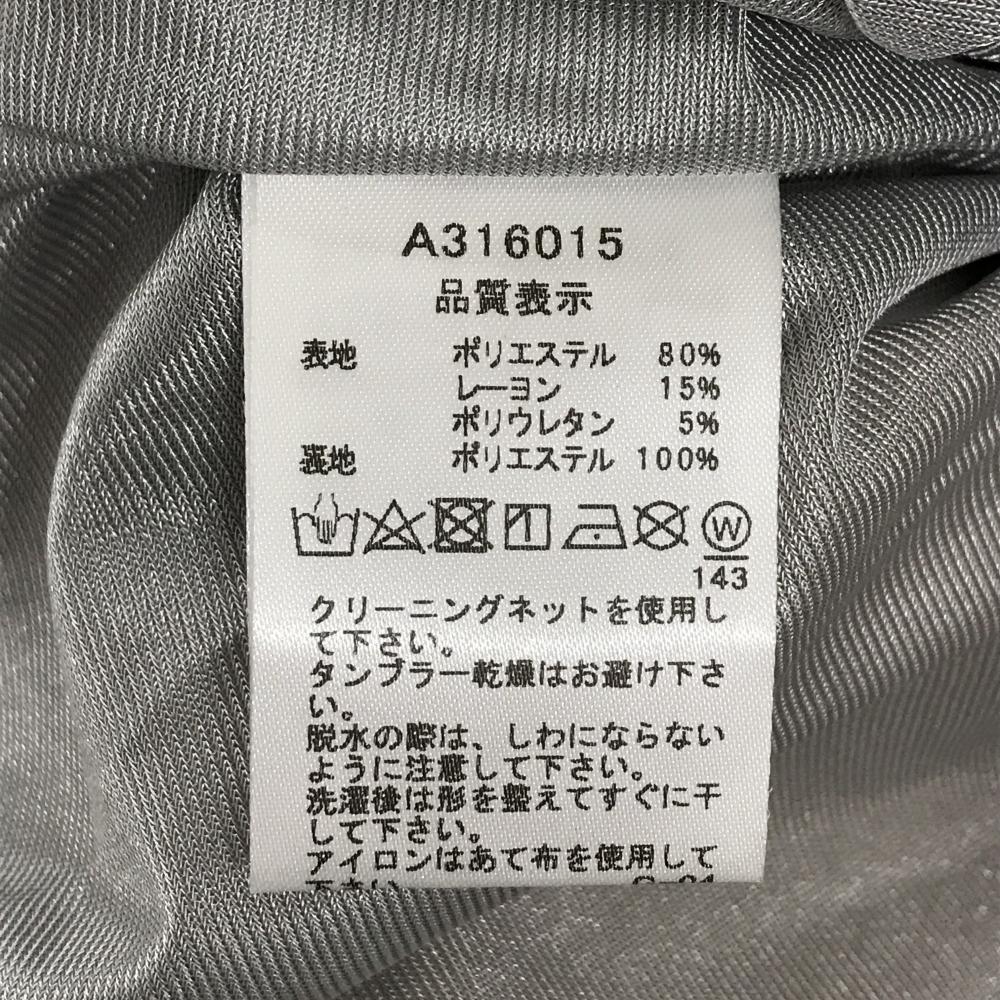 A316015
品質表示
表地 ポリエステル 80%
レーヨン 15%
ポリウレタン 5%
裏地 ポリエステル 100%
W
143
クリーニングネットを使用し
て下さい。
タンブラー乾燥はお避け下さ
い。
脱水の際は、しわにならない
ように注意して下さい。
洗濯後は形を整えてすぐに干
して下さい。
アイロンはあて布を使用して
下さい